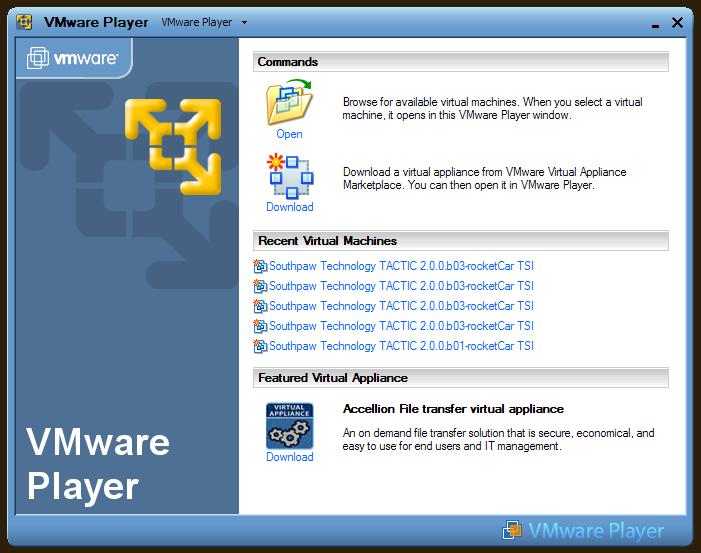 VMware Player VMware Player
vmware
Commands
Open
Browse for available virtual machines. When you select a virtual
machine, it opens in this VMware Player window.
Download
Download a virtual appliance from VMware Virtual Appliance
Marketplace. You can then open it in VMware Player.
Recent Virtual Machines
Southpaw Technology TACTIC 2.0.0.b03-rocketCar TSI
Southpaw Technology TACTIC 2.0.0.b03-rocketCar TSI
Southpaw Technology TACTIC 2.0.0.b03-rocketCar TSI
Southpaw Technology TACTIC 2.0.0.b03-rocketCar TSI
Southpaw Technology TACTIC 2.0.0.b01-rocketCar TSI
Featured Virtual Appliance
VIRTUAL
APPLIANCE
Download
Accellion File transfer virtual appliance
An on demand file transfer solution that is secure, economical, and
easy to use for end users and IT management.
VMware
Player
VMware Player